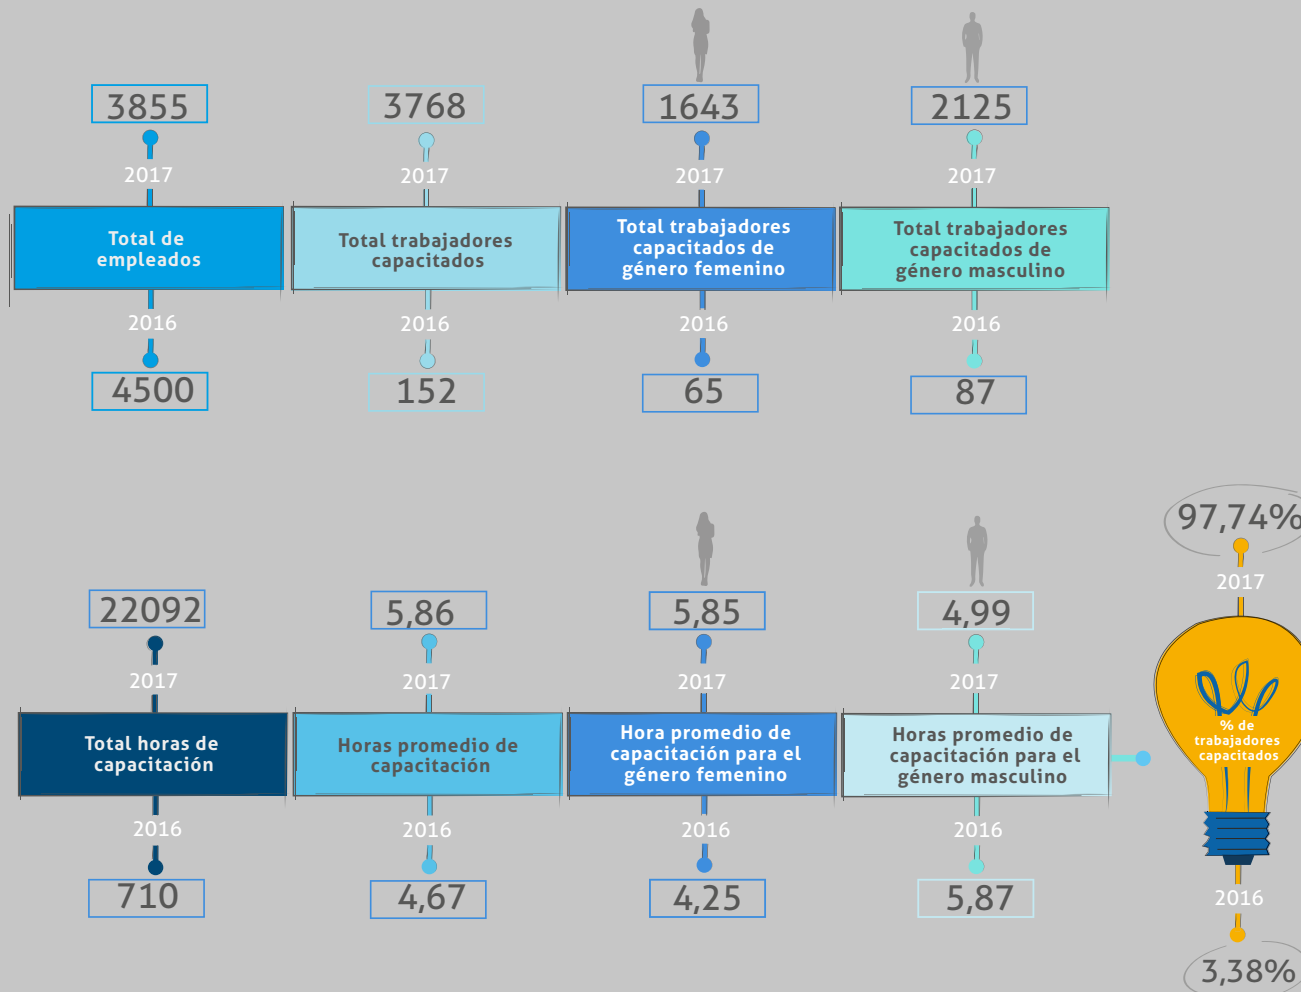 3855
3768
1643
2125
2017
2017
2017
2017
Total de
empleados
Total trabajadores
capacitados
Total trabajadores
capacitados de
género femenino
Total trabajadores
capacitados de
género masculino
2016
2016
2016
2016
4500
152
65
87
22092
5,86
5,85
4,99
2017
2017
2017
2017
Total horas de
capacitación
Horas promedio de
capacitación
Hora promedio de
capacitación para el
género femenino
Horas promedio de
capacitación para el
género masculino
2016
2016
2016
2016
710
4,67
4,25
5,87
97,74%
2017
% de
trabajadores
capacitados
2016
3,38%